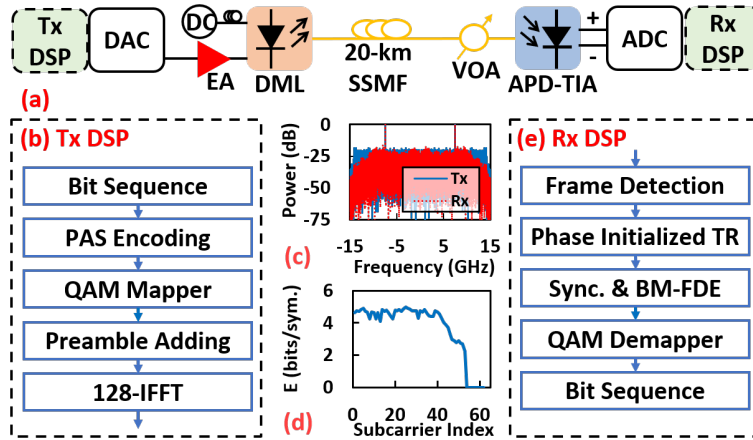 Tx
DSP
DAC
DC
EA
DML
20-km
SSMF
VOA
APD-TIA
+
-
ADC
Rx
DSP
(a)
(b) Tx DSP
Bit Sequence
PAS Encoding
QAM Mapper
Preamble Adding
128-IFFT
Power (dB)
0
-25
-50
-75
Tx
Rx
-15
-5
5
15
(c)
Frequency (GHz)
E (bits/sym.)
6
4
2
0
0
20
40
60
(d)
Subcarrier Index
(e) Rx DSP
Frame Detection
Phase Initialized TR
Sync. & BM-FDE
QAM Demapper
Bit Sequence